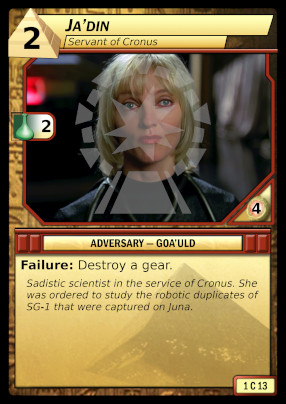 2
JA'DIN
Servant of Cronus
2
4
ADVERSARY – GOA'ULD
Failure: Destroy a gear.
Sadistic scientist in the service of Cronus. She
was ordered to study the robotic duplicates of
SG-1 that were captured on Juna.
1 C 13